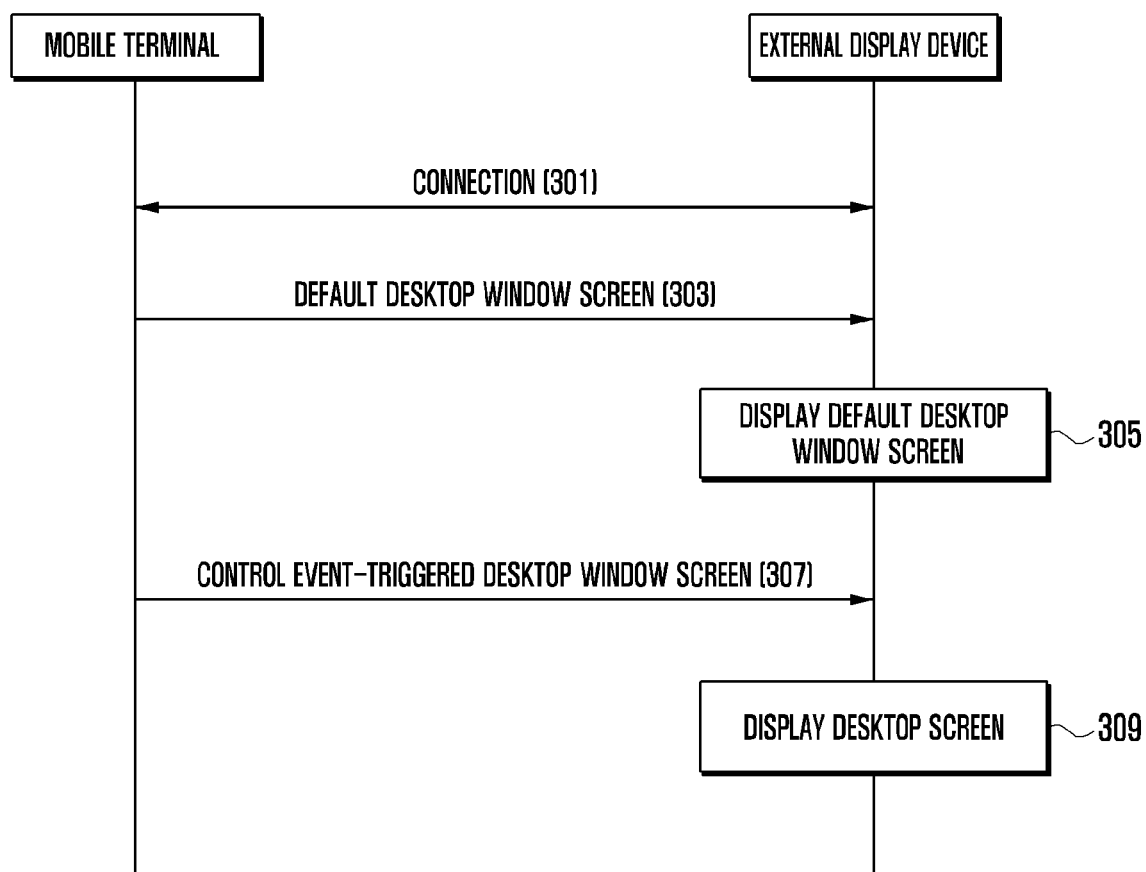 MOBILE TERMINAL
EXTERNAL DISPLAY DEVICE
CONNECTION (301)
DEFAULT DESKTOP WINDOW SCREEN (303)
DISPLAY DEFAULT DESKTOP
WINDOW SCREEN
305
CONTROL EVENT-TRIGGERED DESKTOP WINDOW SCREEN (307)
DISPLAY DESKTOP SCREEN
309